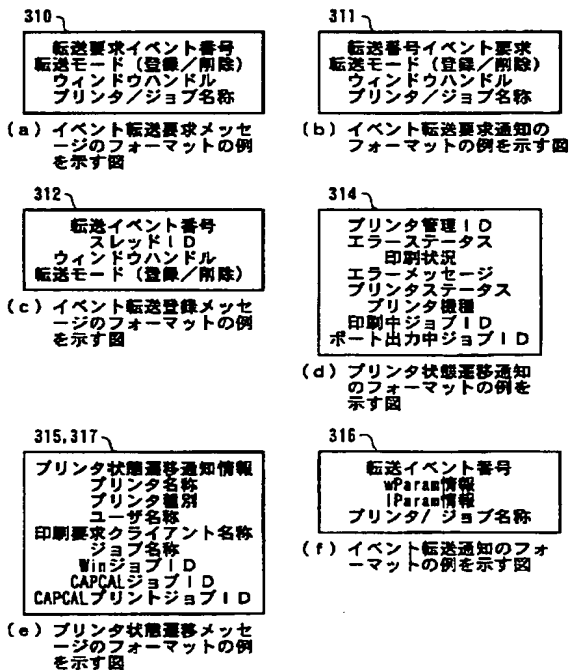 310
転送要求イベント番号
転送モード（登録／削除）
ウィンドウハンドル
プリンタ／ジョブ名称
(a) イベント転送要求メッセ
ージのフォーマットの例
を示す図
311
転送番号イベント要求
転送モード（登録／削除）
ウィンドウハンドル
プリンタ／ジョブ名称
(b) イベント転送要求通知の
フォーマットの例を示す図
312
転送イベント番号
スレッドＩＤ
ウィンドウハンドル
転送モード（登録／削除）
(c) イベント転送登録メッセ
ージのフォーマットの例
を示す図
314
プリンタ管理ＩＤ
エラーステータス
印刷状況
エラーメッセージ
プリンタステータス
プリンタ機種
印刷中ジョブＩＤ
ポート出力中ジョブＩＤ
(d) プリンタ状態遷移通知
のフォーマットの例を
示す図
315,317
プリンタ状態遷移通知情報
プリンタ名称
プリンタ種別
ユーザ名称
印刷要求クライアント名称
ジョブ名称
WinジョブＩＤ
CAPCALジョブＩＤ
CAPCALプリントジョブＩＤ
(e) プリンタ状態遷移メッセ
ージのフォーマットの例
を示す図
316
転送イベント番号
wParam情報
lParam情報
プリンタ/ ジョブ名称
(f) イベント転送通知のフォ
ーマットの例を示す図